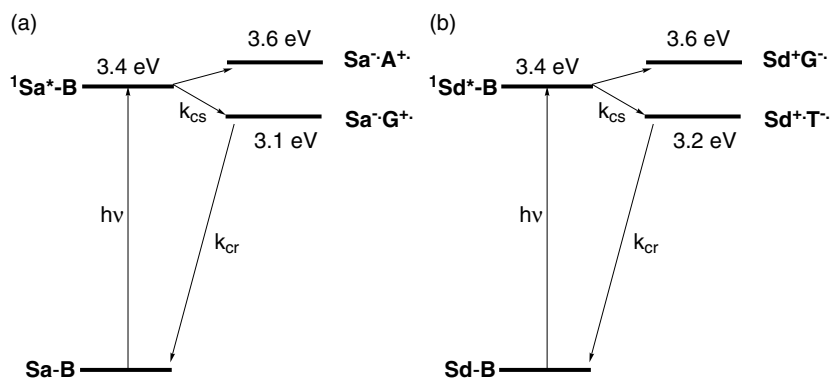 (a)
3.6 eV
Sa⁻·A⁺·
3.4 eV
¹Sa*-B
k_cs
Sa⁻·G⁺·
3.1 eV
hν
k_cr
Sa-B
(b)
3.6 eV
Sd⁺G⁻·
3.4 eV
¹Sd*-B
k_cs
Sd⁺·T⁻·
3.2 eV
hν
k_cr
Sd-B